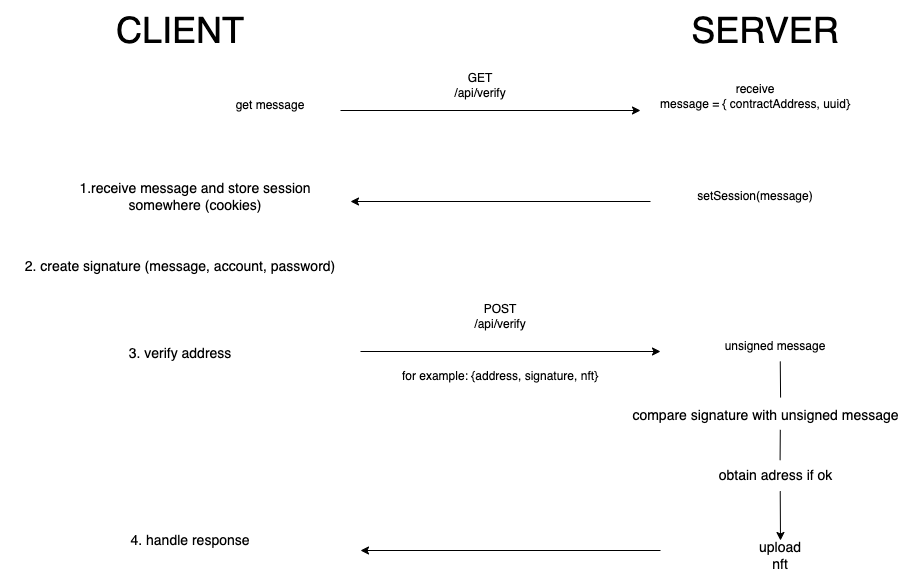 CLIENT
SERVER
GET
/api/verify
get message
receive
message = { contractAddress, uuid}
1.receive message and store session
somewhere (cookies)
setSession(message)
2. create signature (message, account, password)
POST
/api/verify
3. verify address
unsigned message
for example: {address, signature, nft}
compare signature with unsigned message
obtain adress if ok
4. handle response
upload
nft